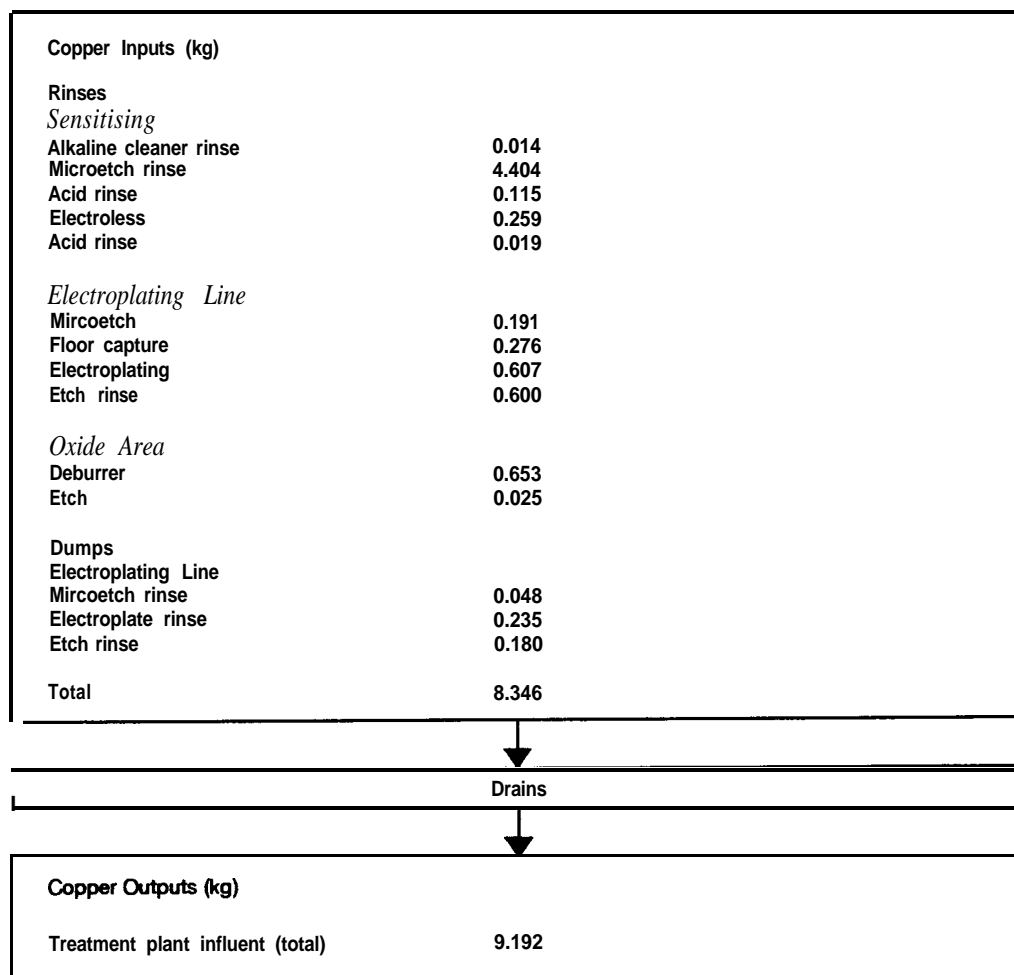 Copper Inputs (kg)
Rinses
Sensitising
Alkaline cleaner rinse 0.014
Microetch rinse 4.404
Acid rinse 0.115
Electroless 0.259
Acid rinse 0.019
Electroplating Line
Mircoetch 0.191
Floor capture 0.276
Electroplating 0.607
Etch rinse 0.600
Oxide Area
Deburrer 0.653
Etch 0.025
Dumps
Electroplating Line
Mircoetch rinse 0.048
Electroplate rinse 0.235
Etch rinse 0.180
Total 8.346
Drains
Copper Outputs (kg)
Treatment plant influent (total) 9.192